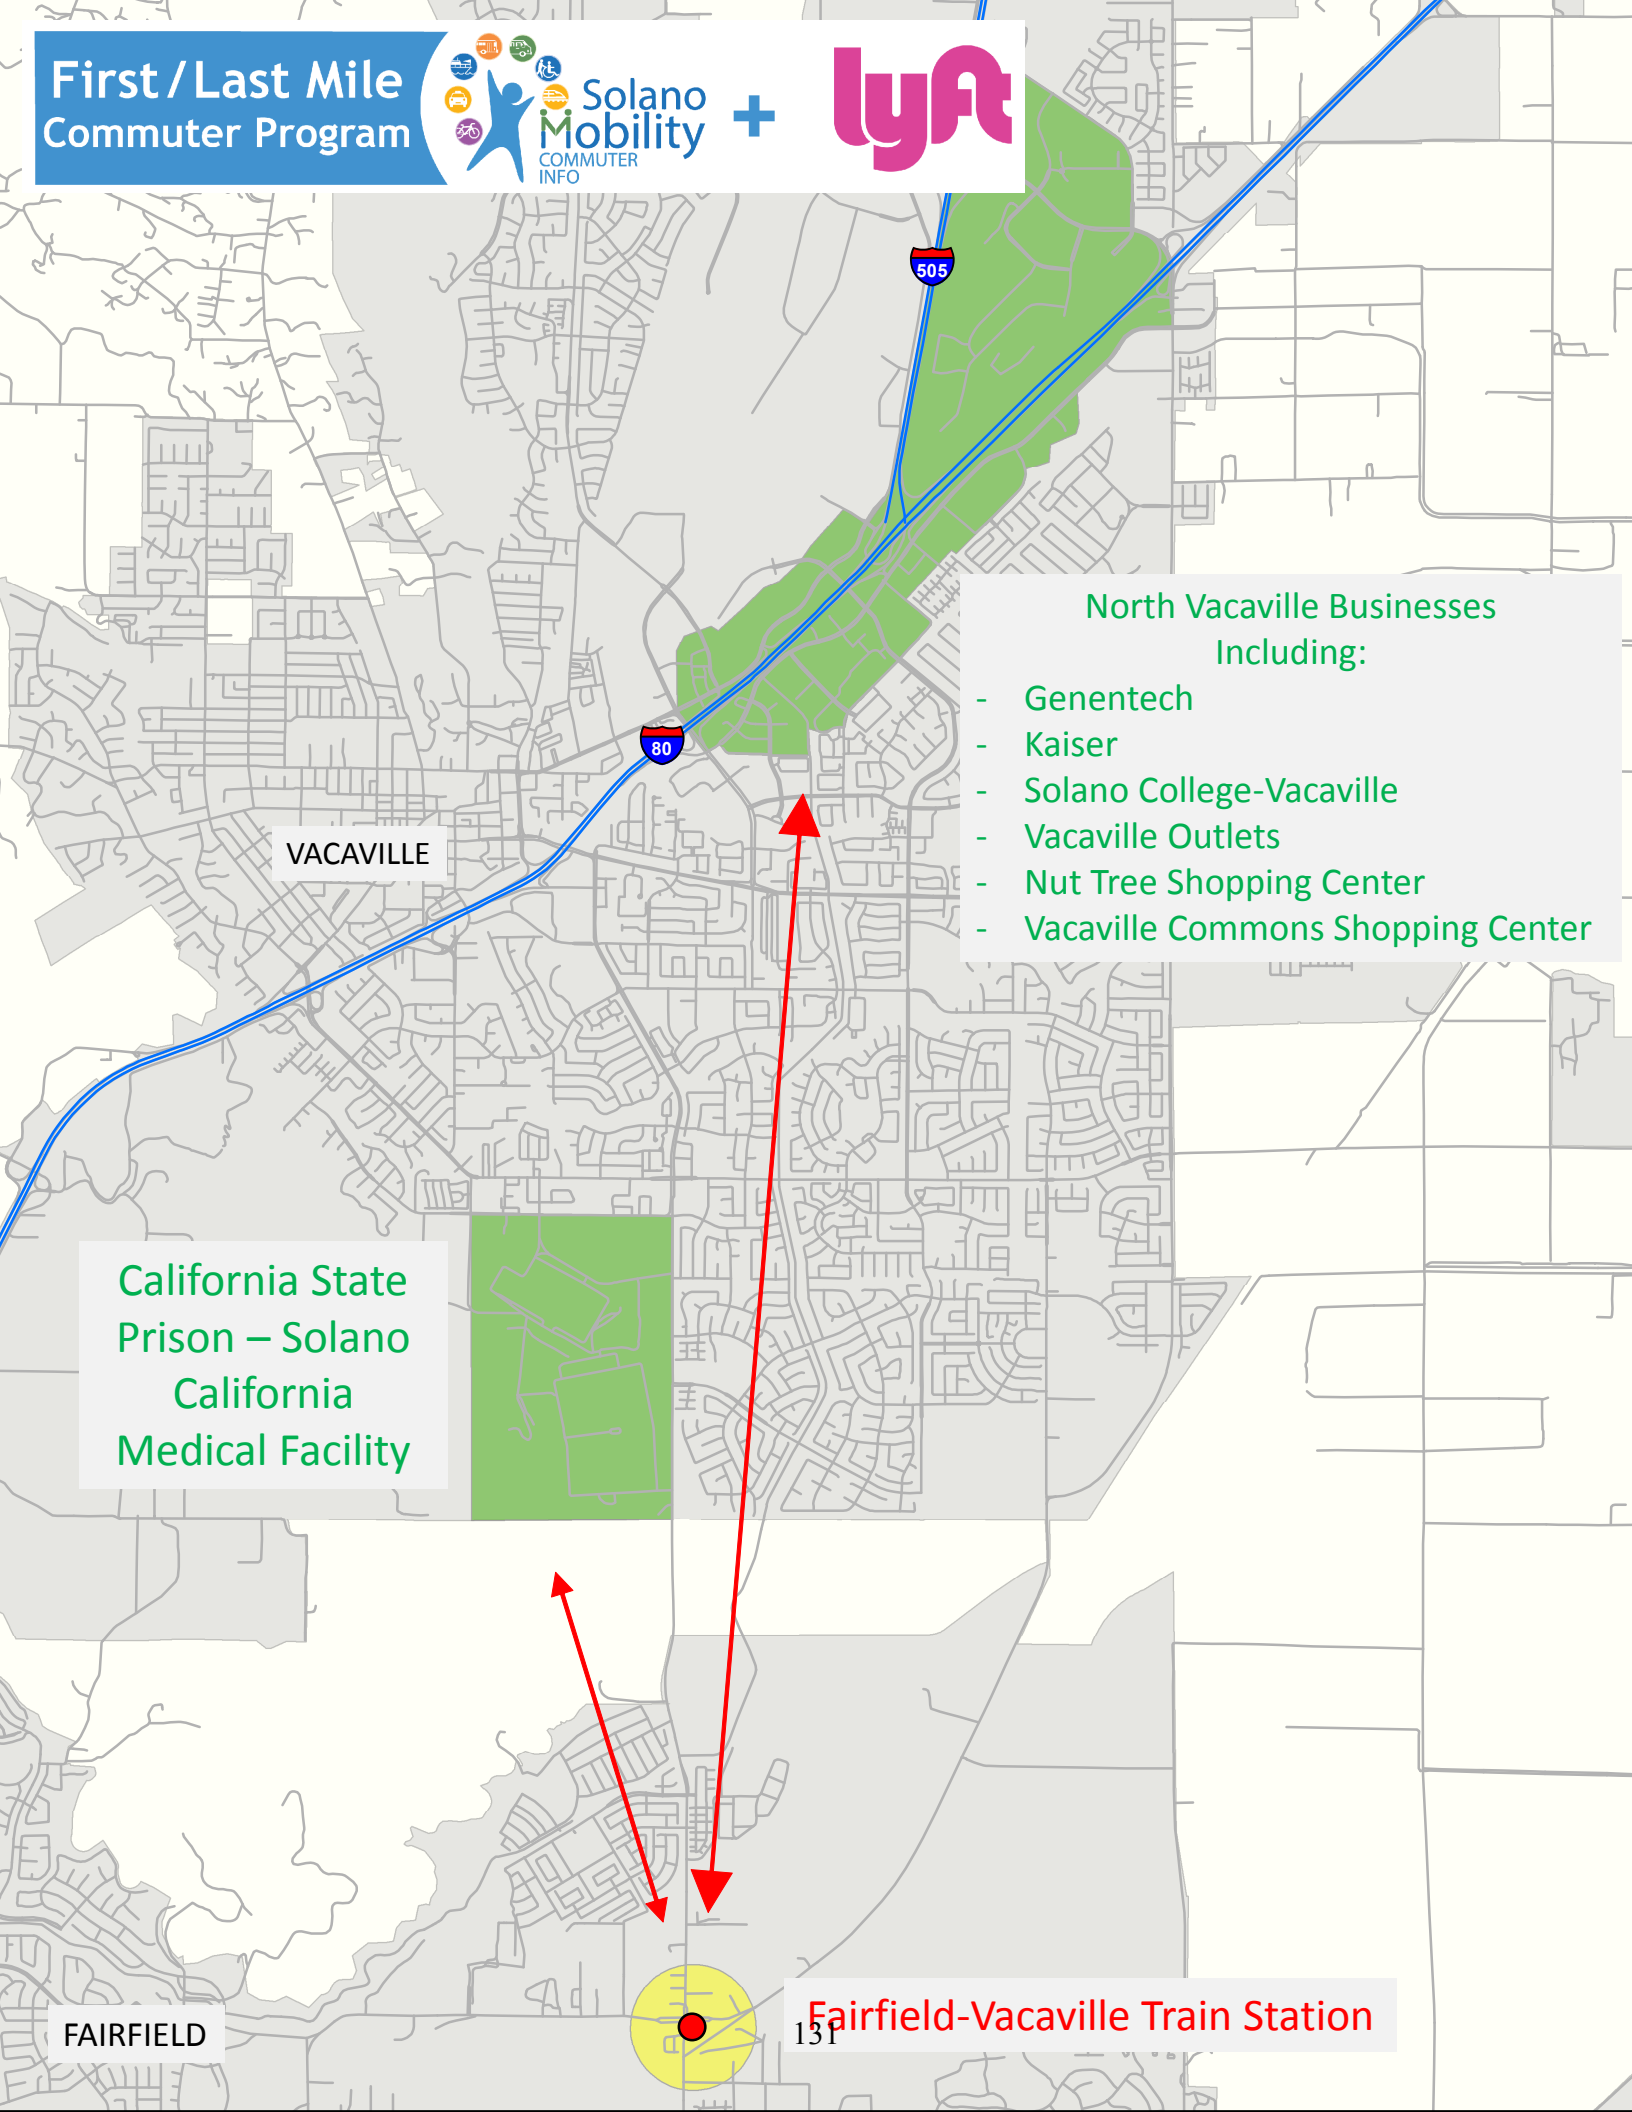 First / Last Mile
Commuter Program
Solano
Mobility
COMMUTER
INFO
+
lyft
505
North Vacaville Businesses
Including:
- Genentech
- Kaiser
- Solano College-Vacaville
- Vacaville Outlets
- Nut Tree Shopping Center
- Vacaville Commons Shopping Center
80
VACAVILLE
California State
Prison – Solano
California
Medical Facility
Fairfield-Vacaville Train Station
131
FAIRFIELD